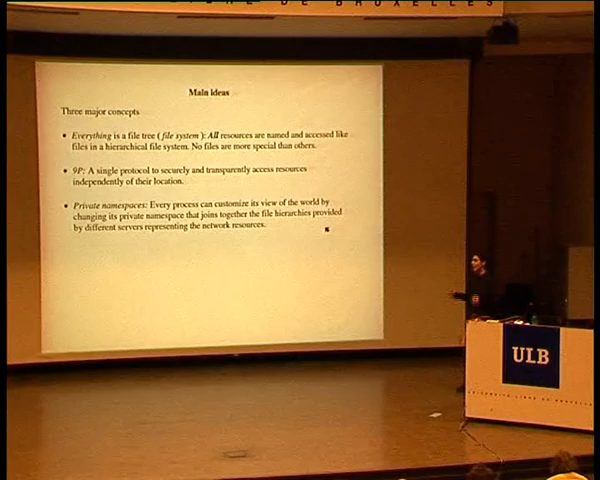 DE BRUXELLES
Main ideas
Three major concepts
• Everything is a file tree (file system): All resources are named and accessed like
files in a hierarchical file system. No files are more special than others.
• 9P: A single protocol to securely and transparently access resources
independently of their location.
• Private namespaces: Every process can customize its view of the world by
changing its private namespace that joins together the file hierarchies provided
by different servers representing the network resources.
ULB